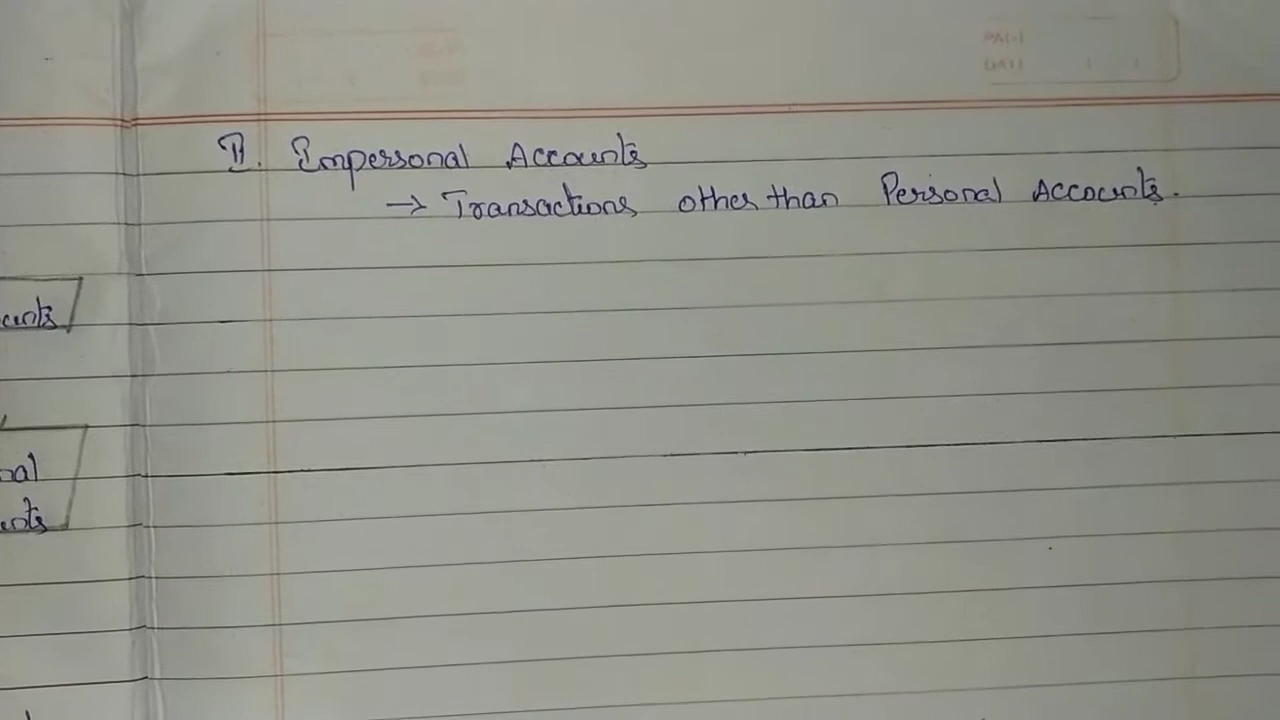 II. Impersonal Accounts
→ Transactions other than Personal Accounts.